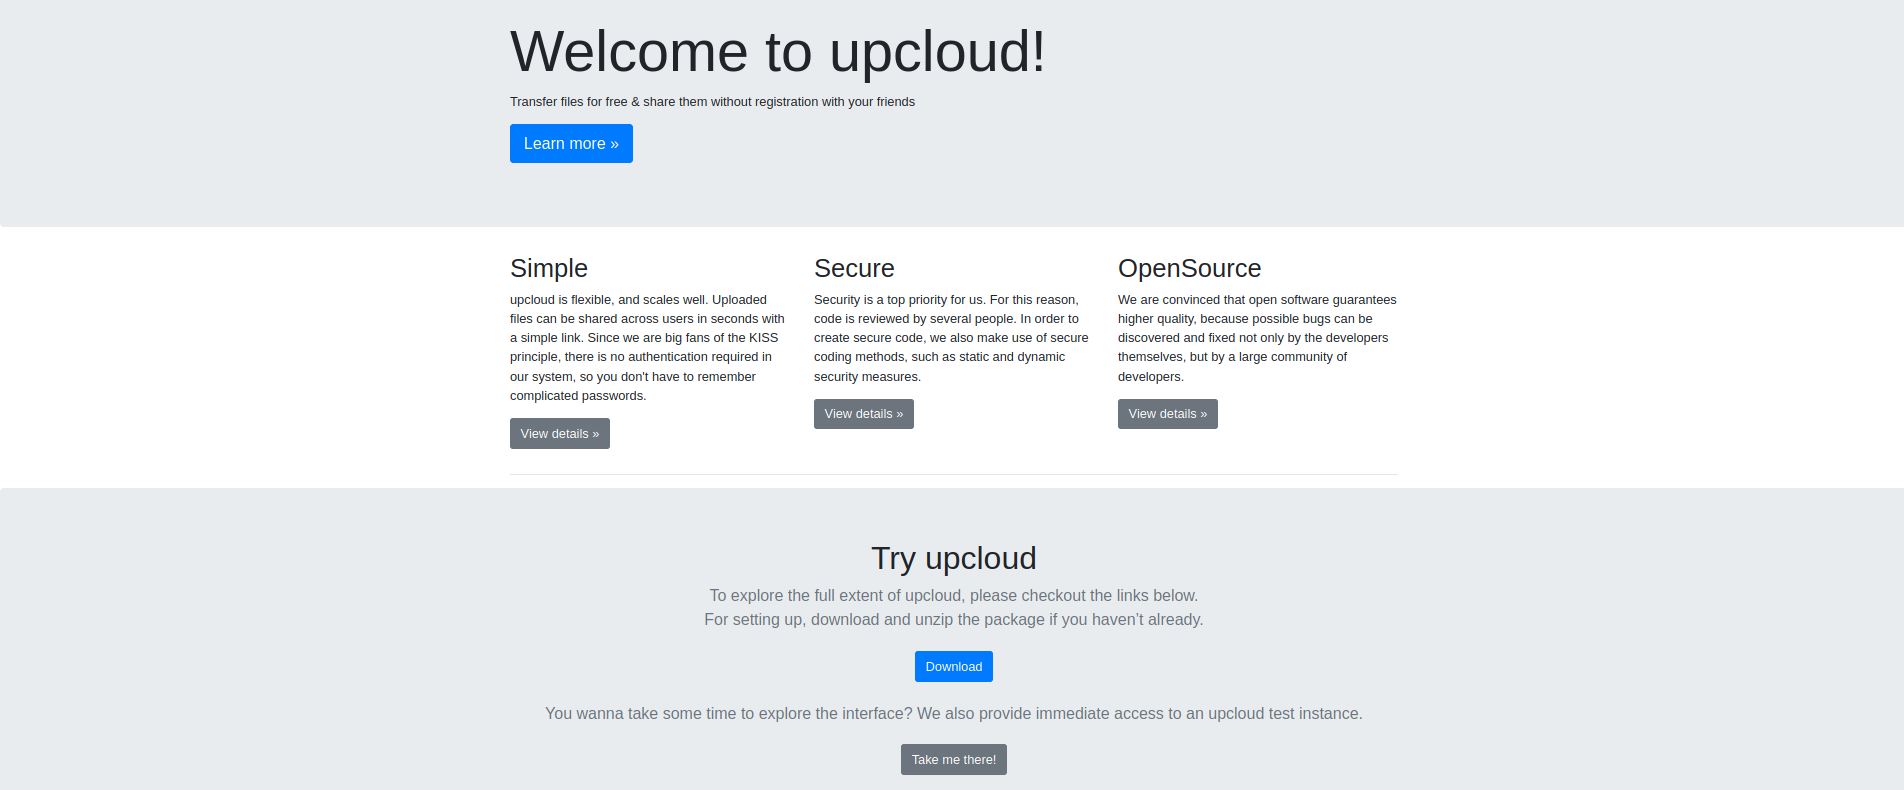 Welcome to upcloud!
Transfer files for free & share them without registration with your friends
Learn more »
Simple
upcloud is flexible, and scales well. Uploaded
files can be shared across users in seconds with
a simple link. Since we are big fans of the KISS
principle, there is no authentication required in
our system, so you don't have to remember
complicated passwords.
View details »
Secure
Security is a top priority for us. For this reason,
code is reviewed by several people. In order to
create secure code, we also make use of secure
coding methods, such as static and dynamic
security measures.
View details »
OpenSource
We are convinced that open software guarantees
higher quality, because possible bugs can be
discovered and fixed not only by the developers
themselves, but by a large community of
developers.
View details »
Try upcloud
To explore the full extent of upcloud, please checkout the links below.
For setting up, download and unzip the package if you haven’t already.
Download
You wanna take some time to explore the interface? We also provide immediate access to an upcloud test instance.
Take me there!